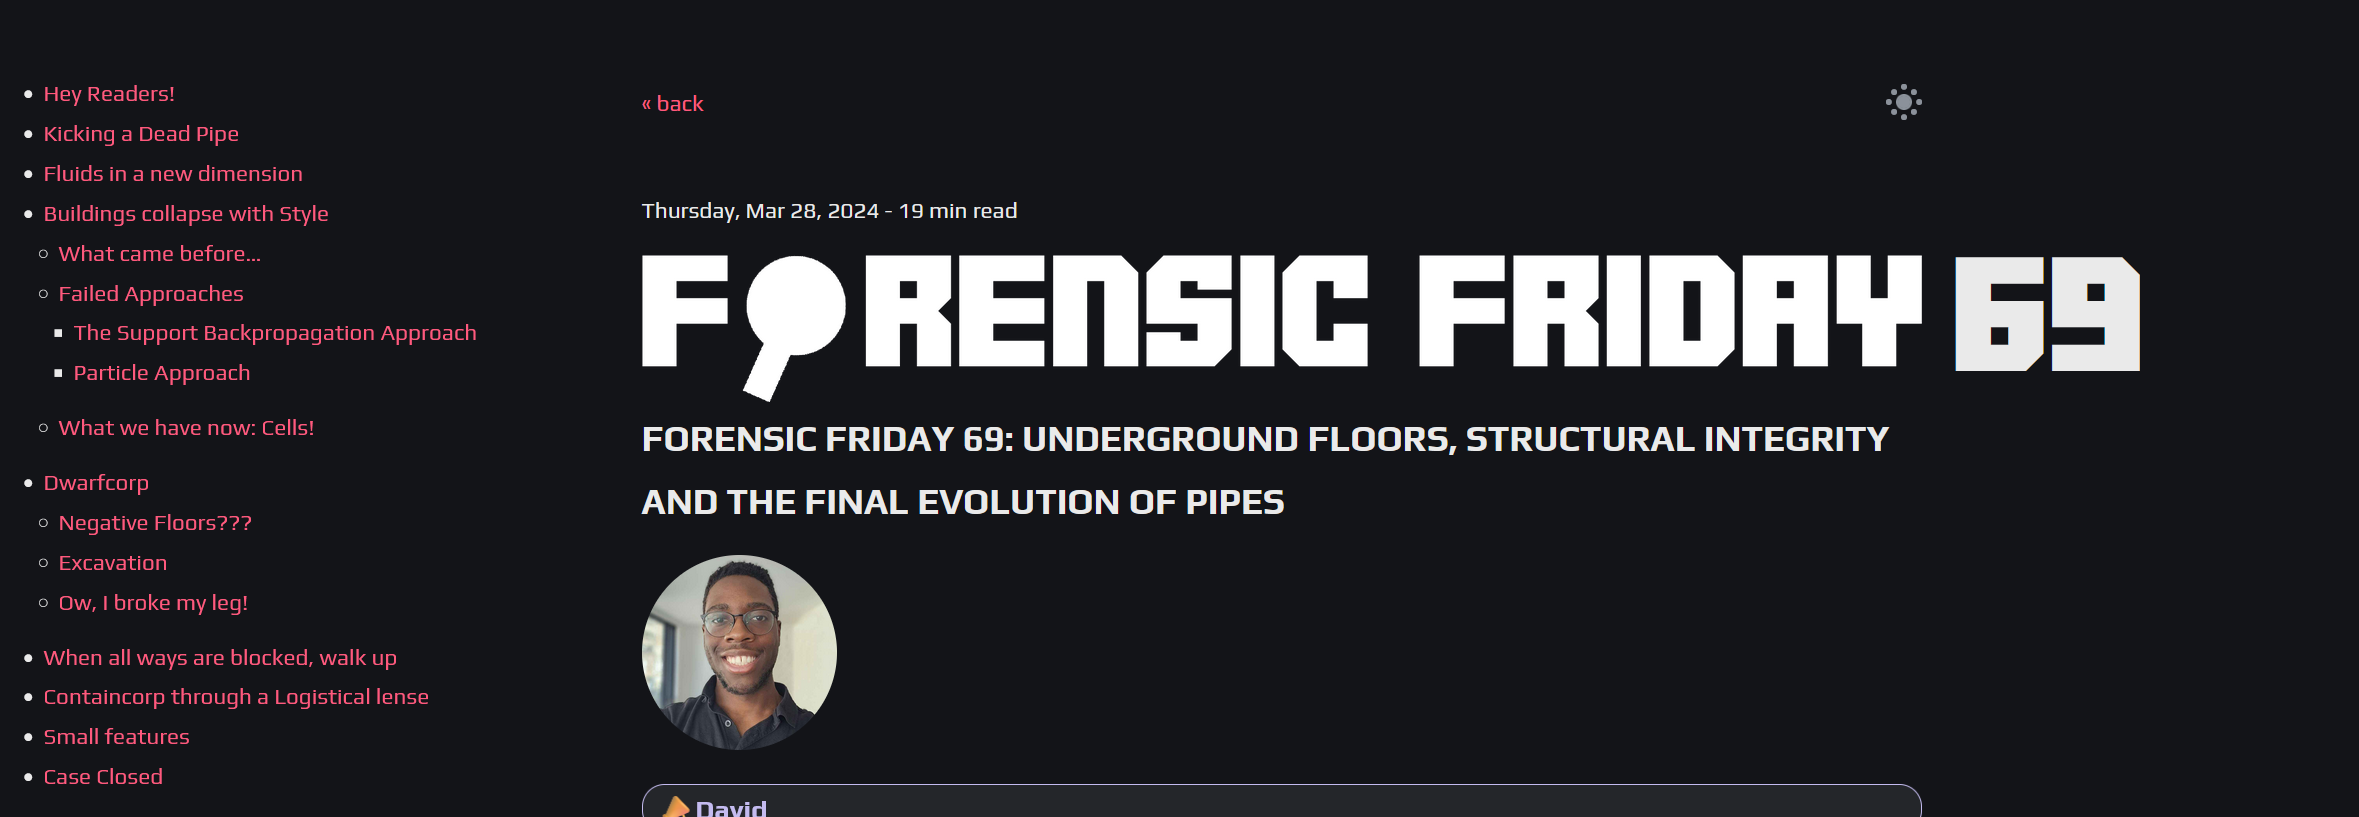 Hey Readers!
Kicking a Dead Pipe
Fluids in a new dimension
Buildings collapse with Style
What came before...
Failed Approaches
The Support Backpropagation Approach
Particle Approach
What we have now: Cells!
Dwarfcorp
Negative Floors???
Excavation
Ow, I broke my leg!
When all ways are blocked, walk up
Containcorp through a Logistical lense
Small features
Case Closed
« back
Thursday, Mar 28, 2024 - 19 min read
FORENSIC FRIDAY 69
FORENSIC FRIDAY 69: UNDERGROUND FLOORS, STRUCTURAL INTEGRITY
AND THE FINAL EVOLUTION OF PIPES
David